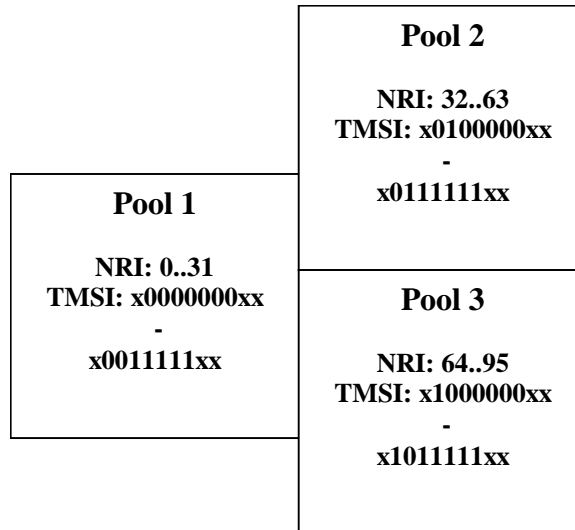 Pool 2
NRI: 32..63
TMSI: x0100000xx
-
x0111111xx
Pool 1
NRI: 0..31
TMSI: x0000000xx
-
x0011111xx
Pool 3
NRI: 64..95
TMSI: x1000000xx
-
x1011111xx